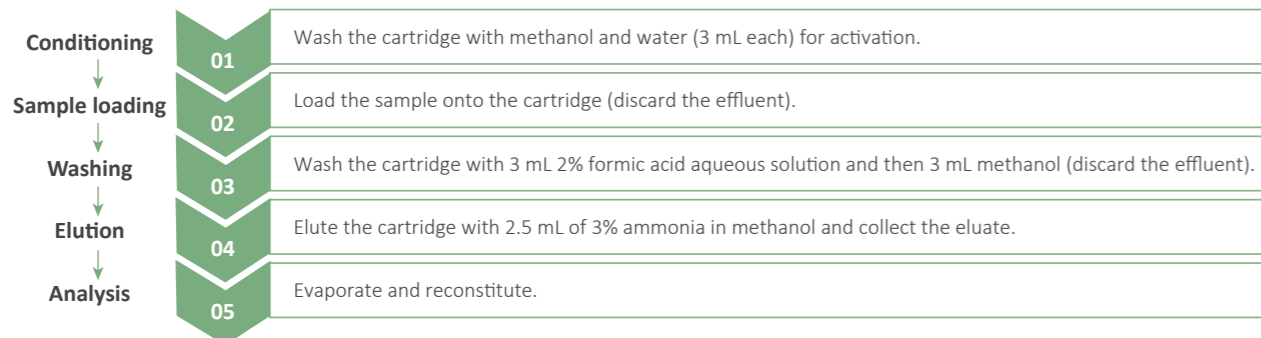 Conditioning
01
Wash the cartridge with methanol and water (3 mL each) for activation.
Sample loading
02
Load the sample onto the cartridge (discard the effluent).
Washing
03
Wash the cartridge with 3 mL 2% formic acid aqueous solution and then 3 mL methanol (discard the effluent).
Elution
04
Elute the cartridge with 2.5 mL of 3% ammonia in methanol and collect the eluate.
Analysis
05
Evaporate and reconstitute.